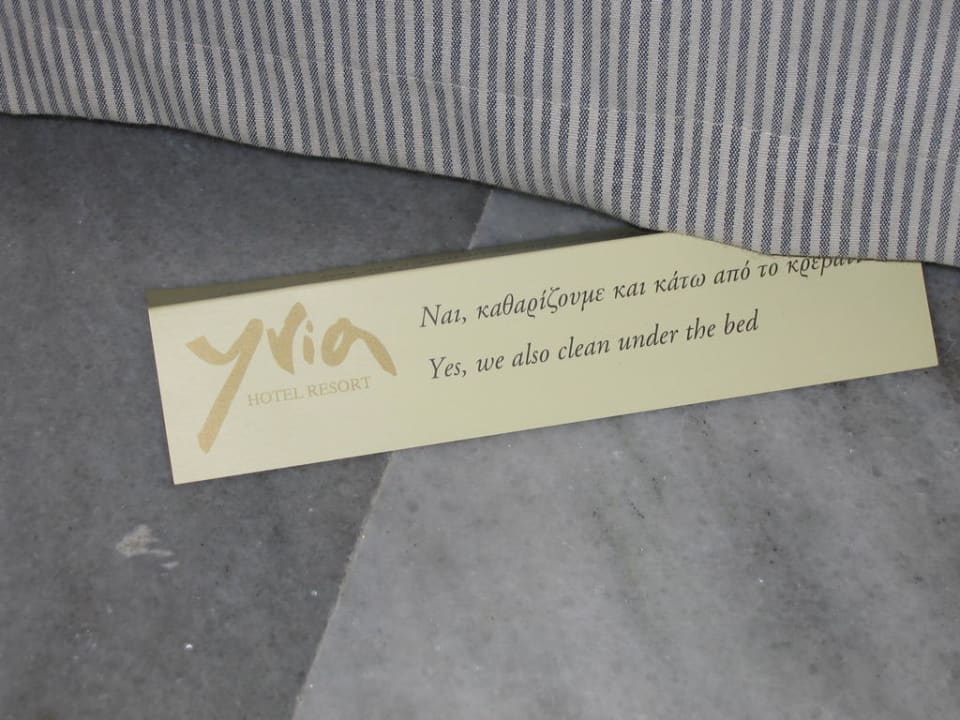 yria
HOTEL RESORT
Ναι, καθαρίζουμε και κάτω από το
Yes, we also clean under the bed